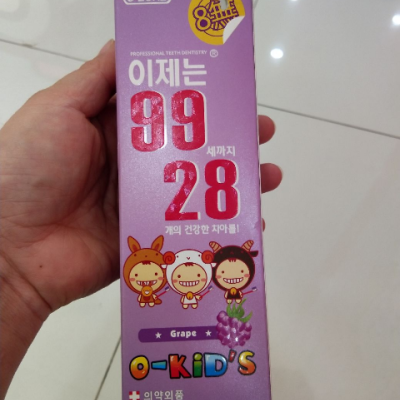 PROFESSIONAL TEETH DENTISTRY
이제는
99
세까지
28
개의 건강한 치아를!
Grape
O-KiD'S
의약외품